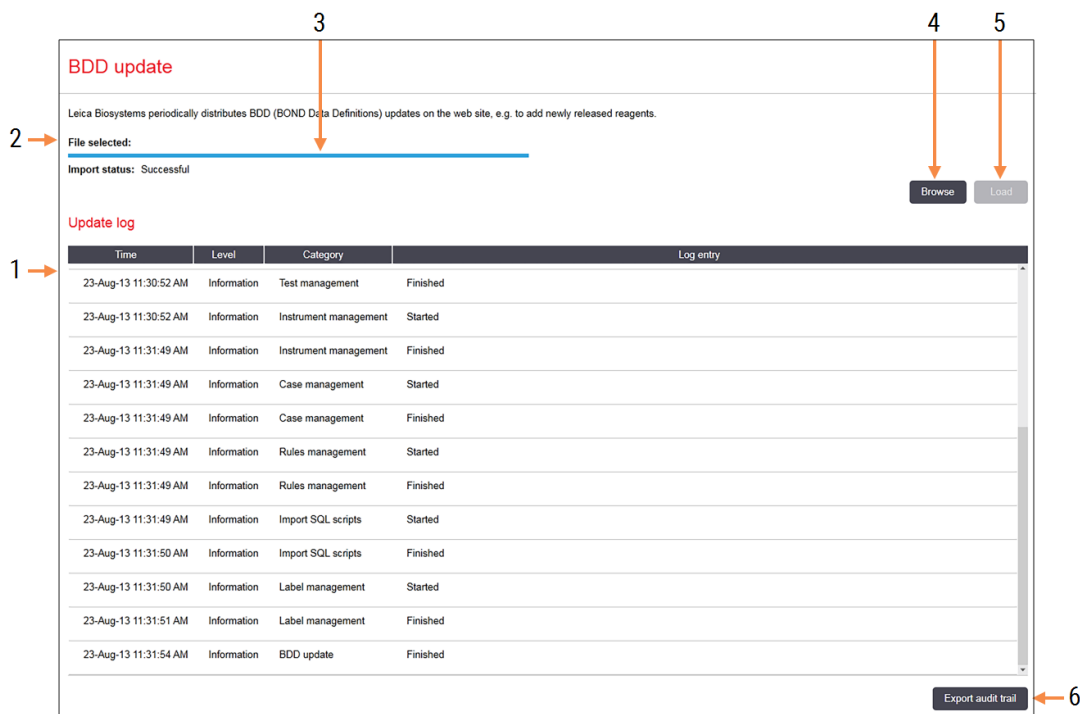 3 4 5
BDD update
Leica Biosystems periodically distributes BDD (BOND Data Definitions) updates on the web site, e.g. to add newly released reagents.
2
File selected:
Import status: Successful
Browse Load
Update log
Time Level Category Log entry
1
23-Aug-13 11:30:52 AM Information Test management Finished
23-Aug-13 11:30:52 AM Information Instrument management Started
23-Aug-13 11:31:49 AM Information Instrument management Finished
23-Aug-13 11:31:49 AM Information Case management Started
23-Aug-13 11:31:49 AM Information Case management Finished
23-Aug-13 11:31:49 AM Information Rules management Started
23-Aug-13 11:31:49 AM Information Rules management Finished
23-Aug-13 11:31:49 AM Information Import SQL scripts Started
23-Aug-13 11:31:50 AM Information Import SQL scripts Finished
23-Aug-13 11:31:50 AM Information Label management Started
23-Aug-13 11:31:51 AM Information Label management Finished
23-Aug-13 11:31:54 AM Information BDD update Finished
Export audit trail 6